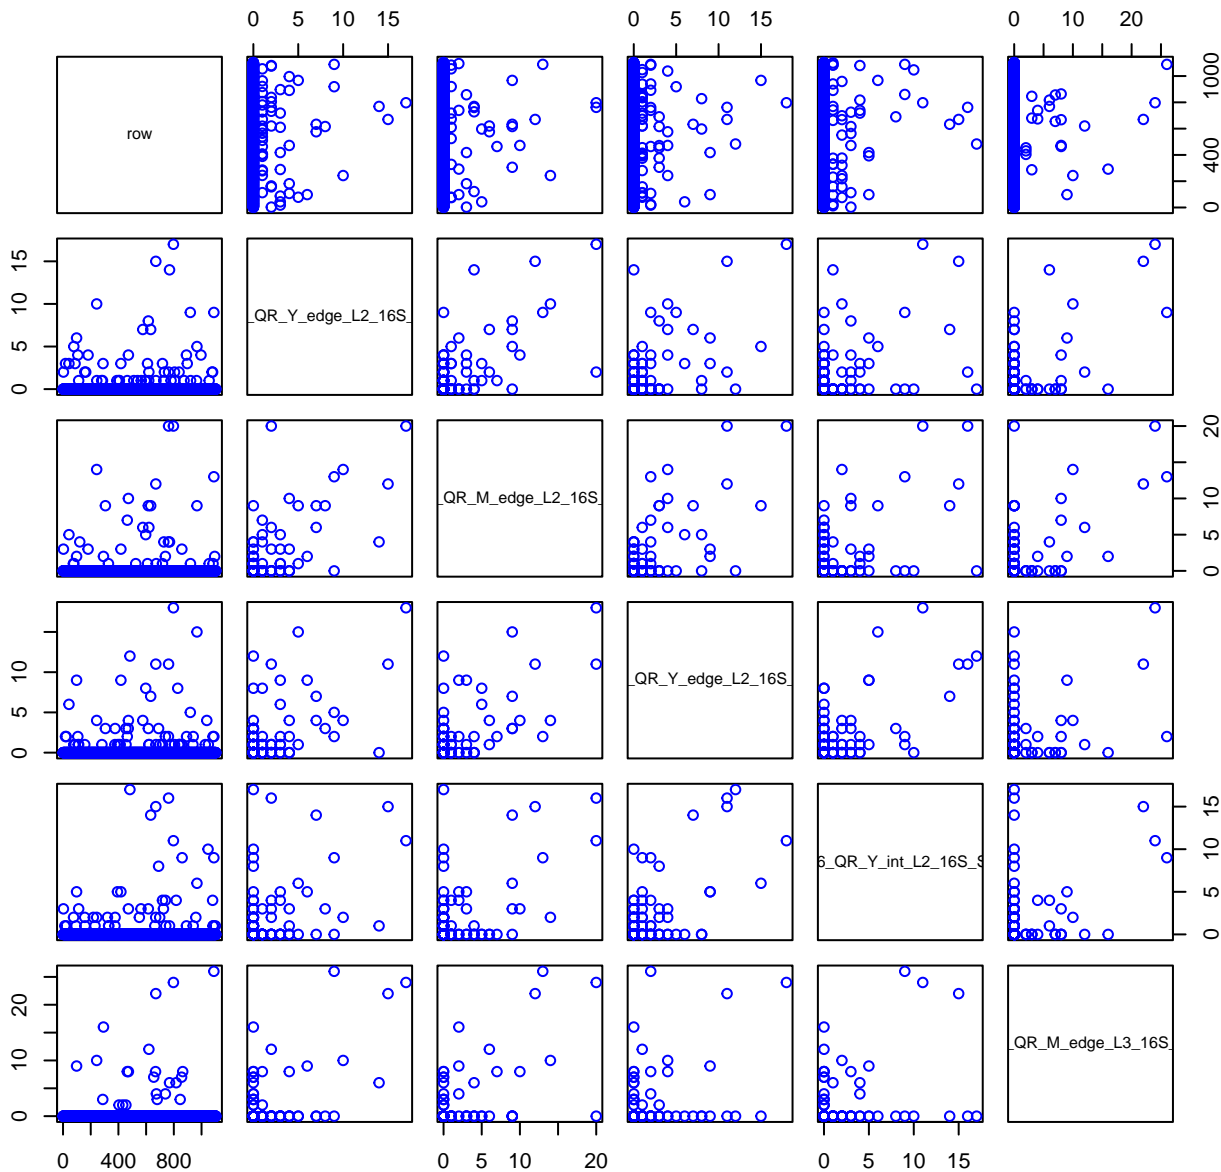 0 5 10 15
0 5 10 15
0 10 20
row
0 400 1000
0 5 10 15
_QR_Y_edge_L2_16S_
_QR_M_edge_L2_16S_
0 5 10 15 20
0 5 10
_QR_Y_edge_L2_16S_
6_QR_Y_int_L2_16S_S
0 5 10 15
0 10 20
_QR_M_edge_L3_16S_
0 400 800
0 5 10 20
0 5 10 15